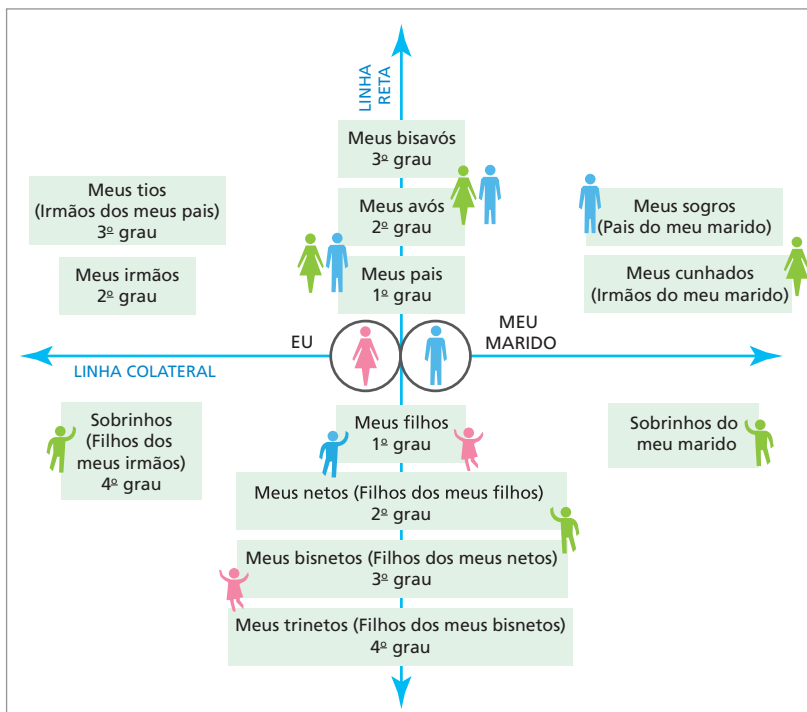 LINHA
RETA
Meus bisavós
3º grau
Meus tios
(Irmãos dos meus pais)
3º grau
Meus avós
2º grau
Meus sogros
(Pais do meu marido)
Meus irmãos
2º grau
Meus pais
1º grau
Meus cunhados
(Irmãos do meu marido)
EU
MEU
MARIDO
LINHA COLATERAL
Sobrinhos
(Filhos dos
meus irmãos)
4º grau
Meus filhos
1º grau
Sobrinhos do
meu marido
Meus netos (Filhos dos meus filhos)
2º grau
Meus bisnetos (Filhos dos meus netos)
3º grau
Meus trinetos (Filhos dos meus bisnetos)
4º grau